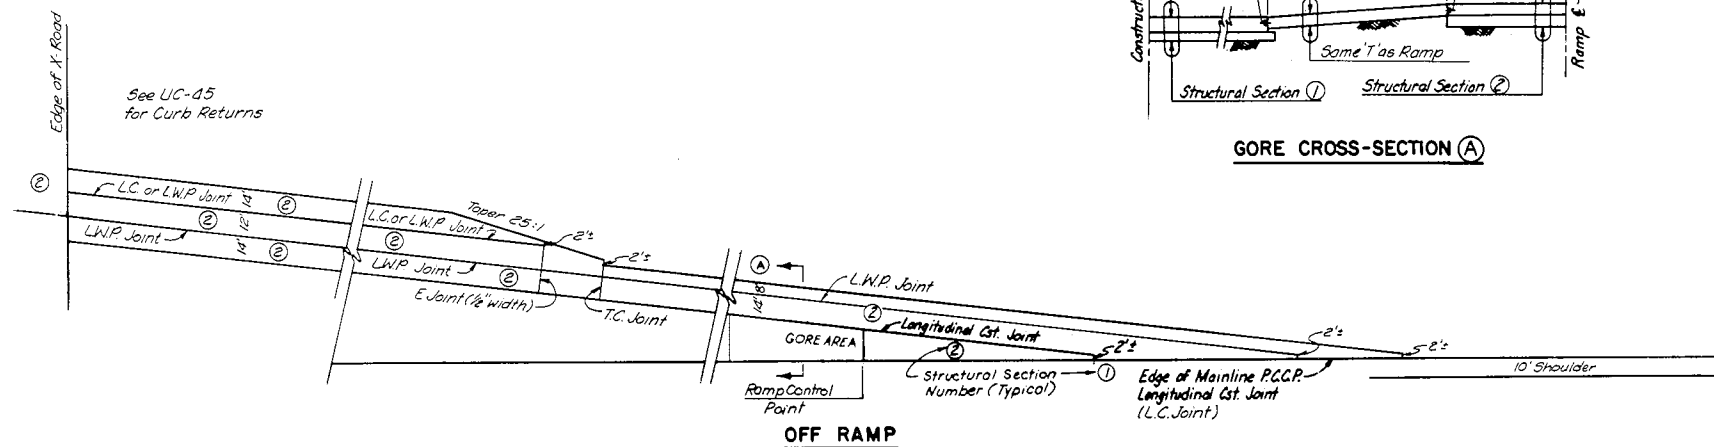 Construct
Same 'T' as Ramp
Ramp ℄
Structural Section 1
Structural Section 2
GORE CROSS-SECTION A
Edge of X-Road
See UC-45
for Curb Returns
2
L.C. or L.W.P. Joint
2
14'
2
12'
L.W.P. Joint
14'
2
Taper 25:1
L.C. or L.W.P. Joint
2
2'±
L.W.P. Joint
2
2'±
E Joint (1/2" width)
T.C. Joint
A
8'
14'
L.W.P. Joint
2
Longitudinal Cst. Joint
GORE AREA
2
2'±
2'±
2'±
Structural Section
Number (Typical)
1
Ramp Control
Point
Edge of Mainline P.C.C.P.
Longitudinal Cst. Joint
(L.C. Joint)
10' Shoulder
OFF RAMP